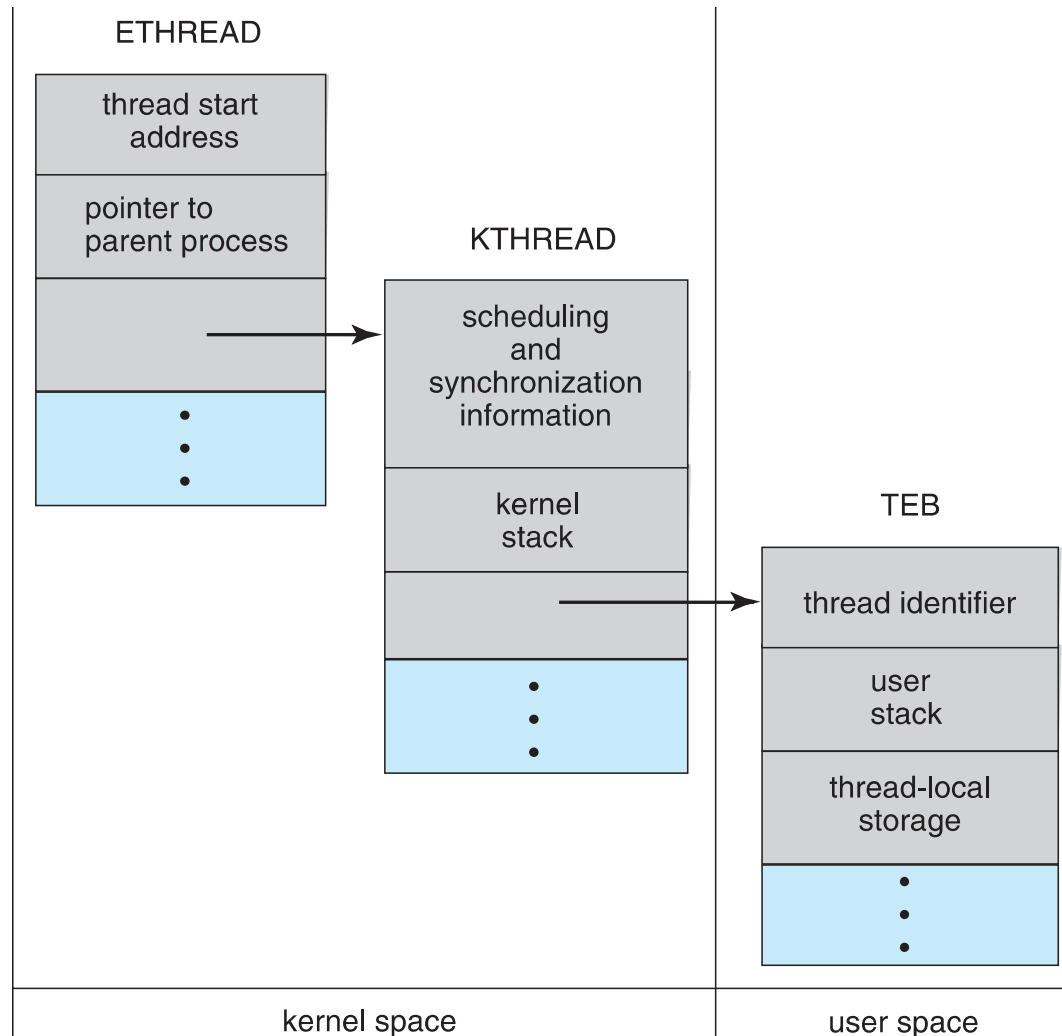 ETHREAD
thread start
address
pointer to
parent process
KTHREAD
scheduling
and
synchronization
information
kernel
stack
TEB
thread identifier
user
stack
thread-local
storage
kernel space
user space